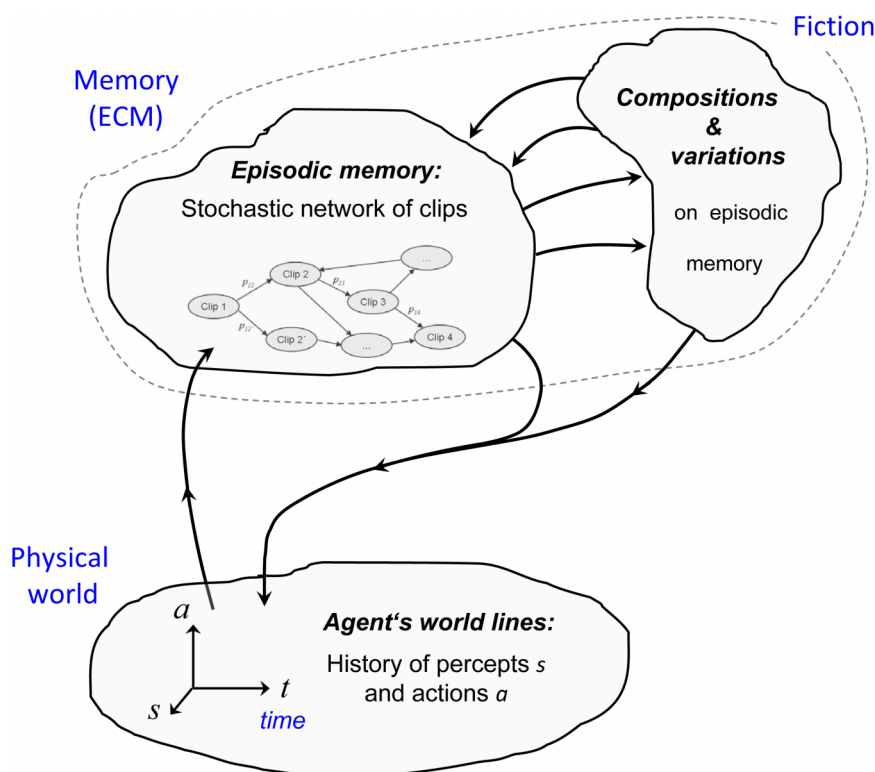 Fiction
Memory
(ECM)
Compositions
&
variations
on episodic
memory
Episodic memory:
Stochastic network of clips
Clip 1
p12
Clip 2
p23
...
Clip 3
p34
p12'
Clip 2´
...
Clip 4
Physical
world
a
s
t
time
Agent‘s world lines:
History of percepts s
and actions a